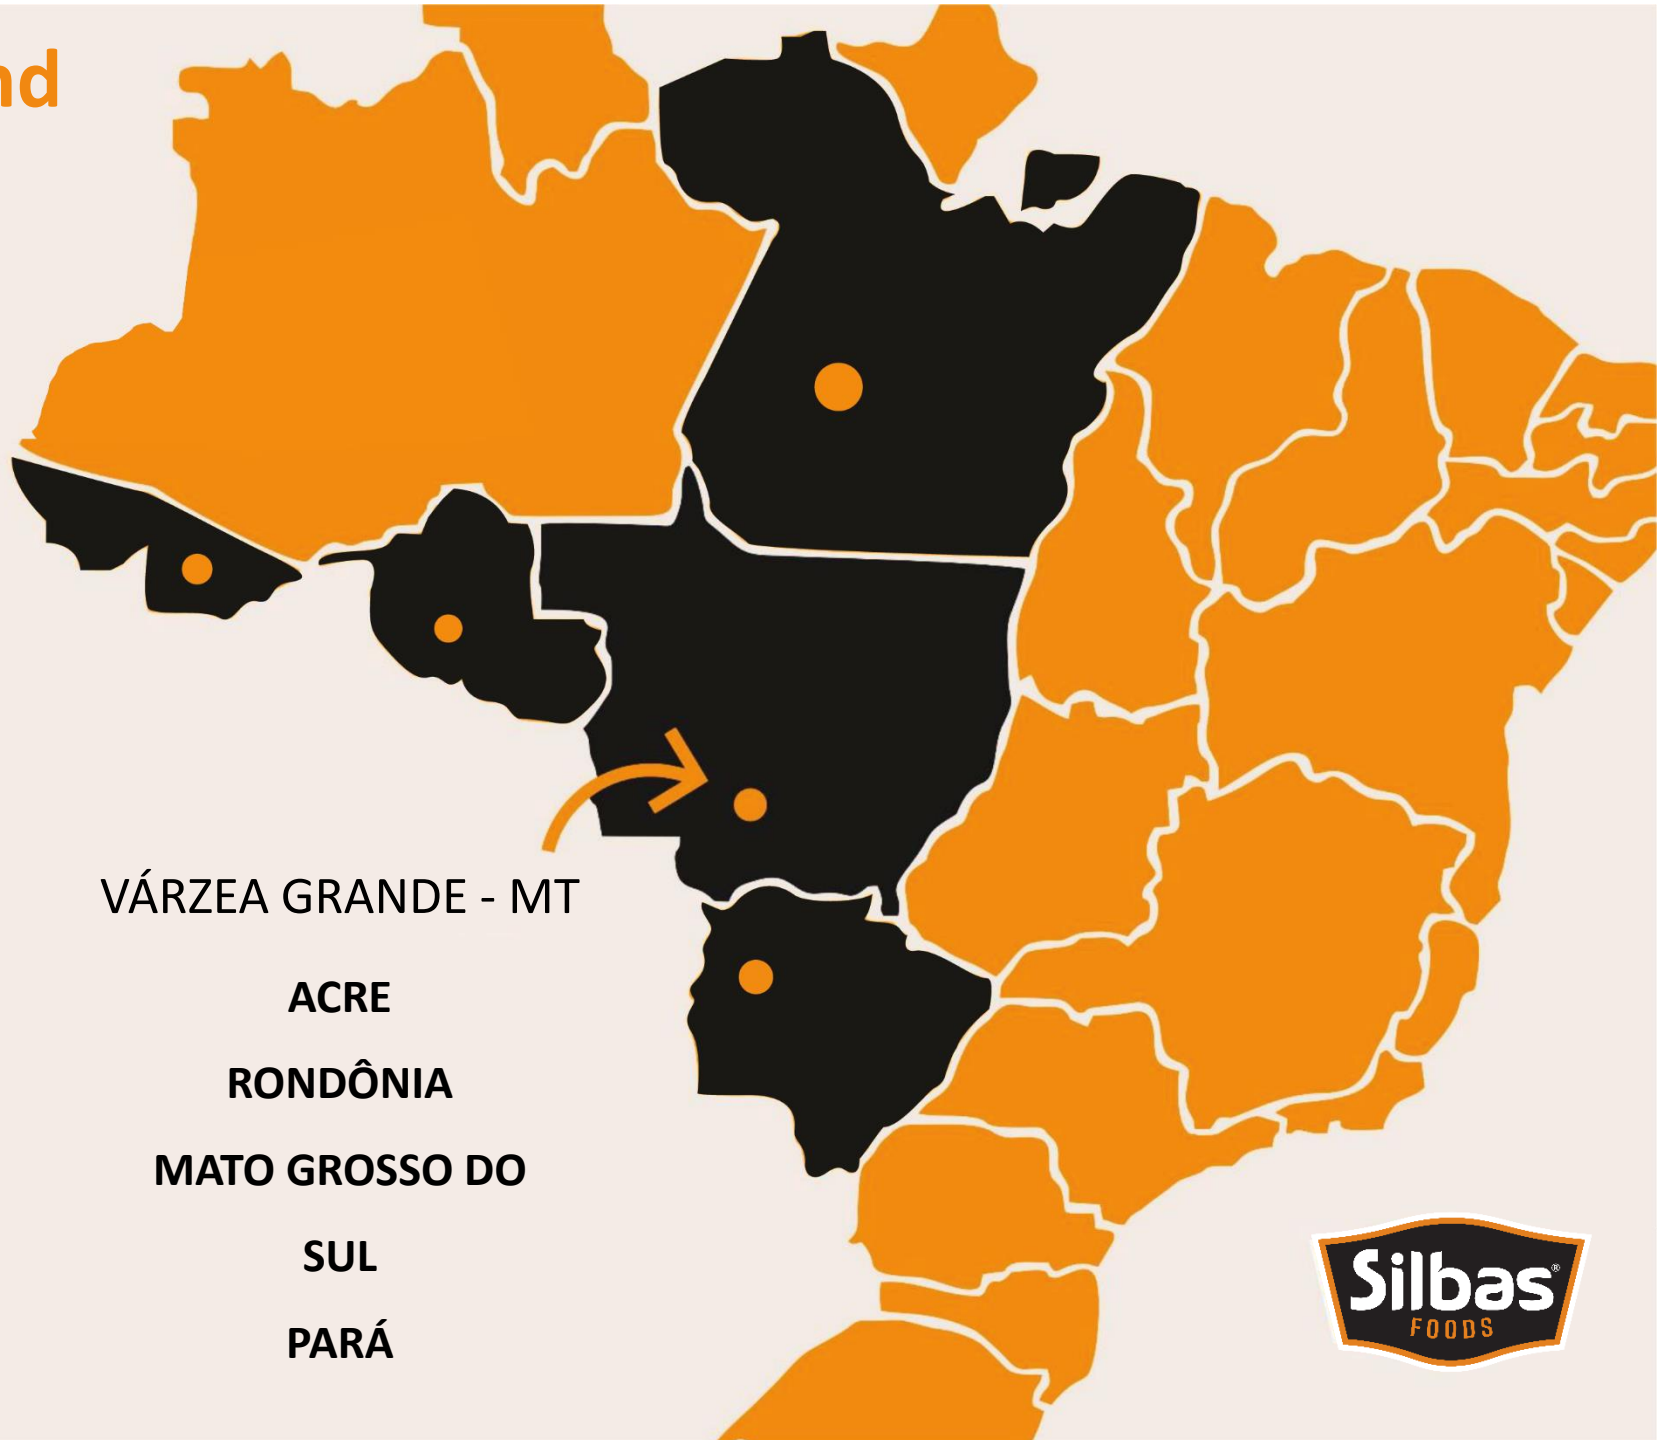 nd
VÁRZEA GRANDE - MT
ACRE
RONDÔNIA
MATO GROSSO DO
SUL
PARÁ
Silbas®
FOODS